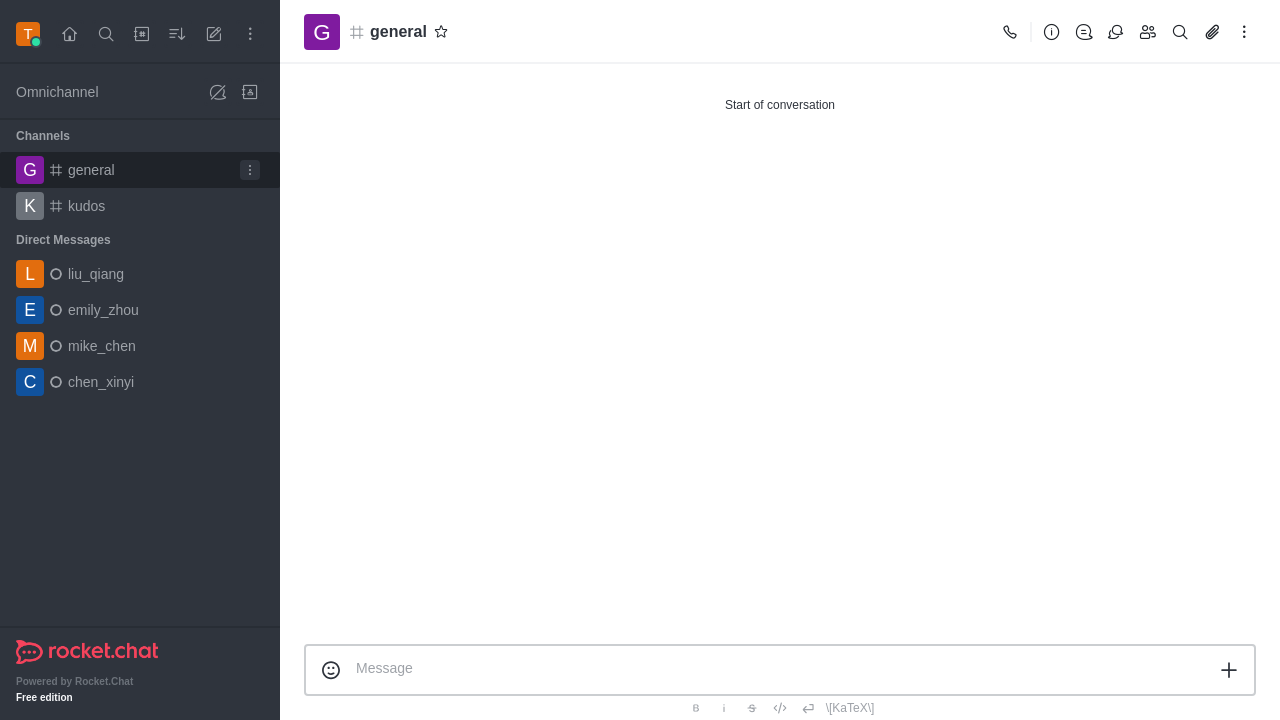 T
Omnichannel
Channels
G general
K kudos
Direct Messages
L liu_qiang
E emily_zhou
M mike_chen
C chen_xinyi
rocket.chat
Powered by Rocket.Chat
Free edition
G general
Start of conversation
Message
B i S \[KaTeX\]